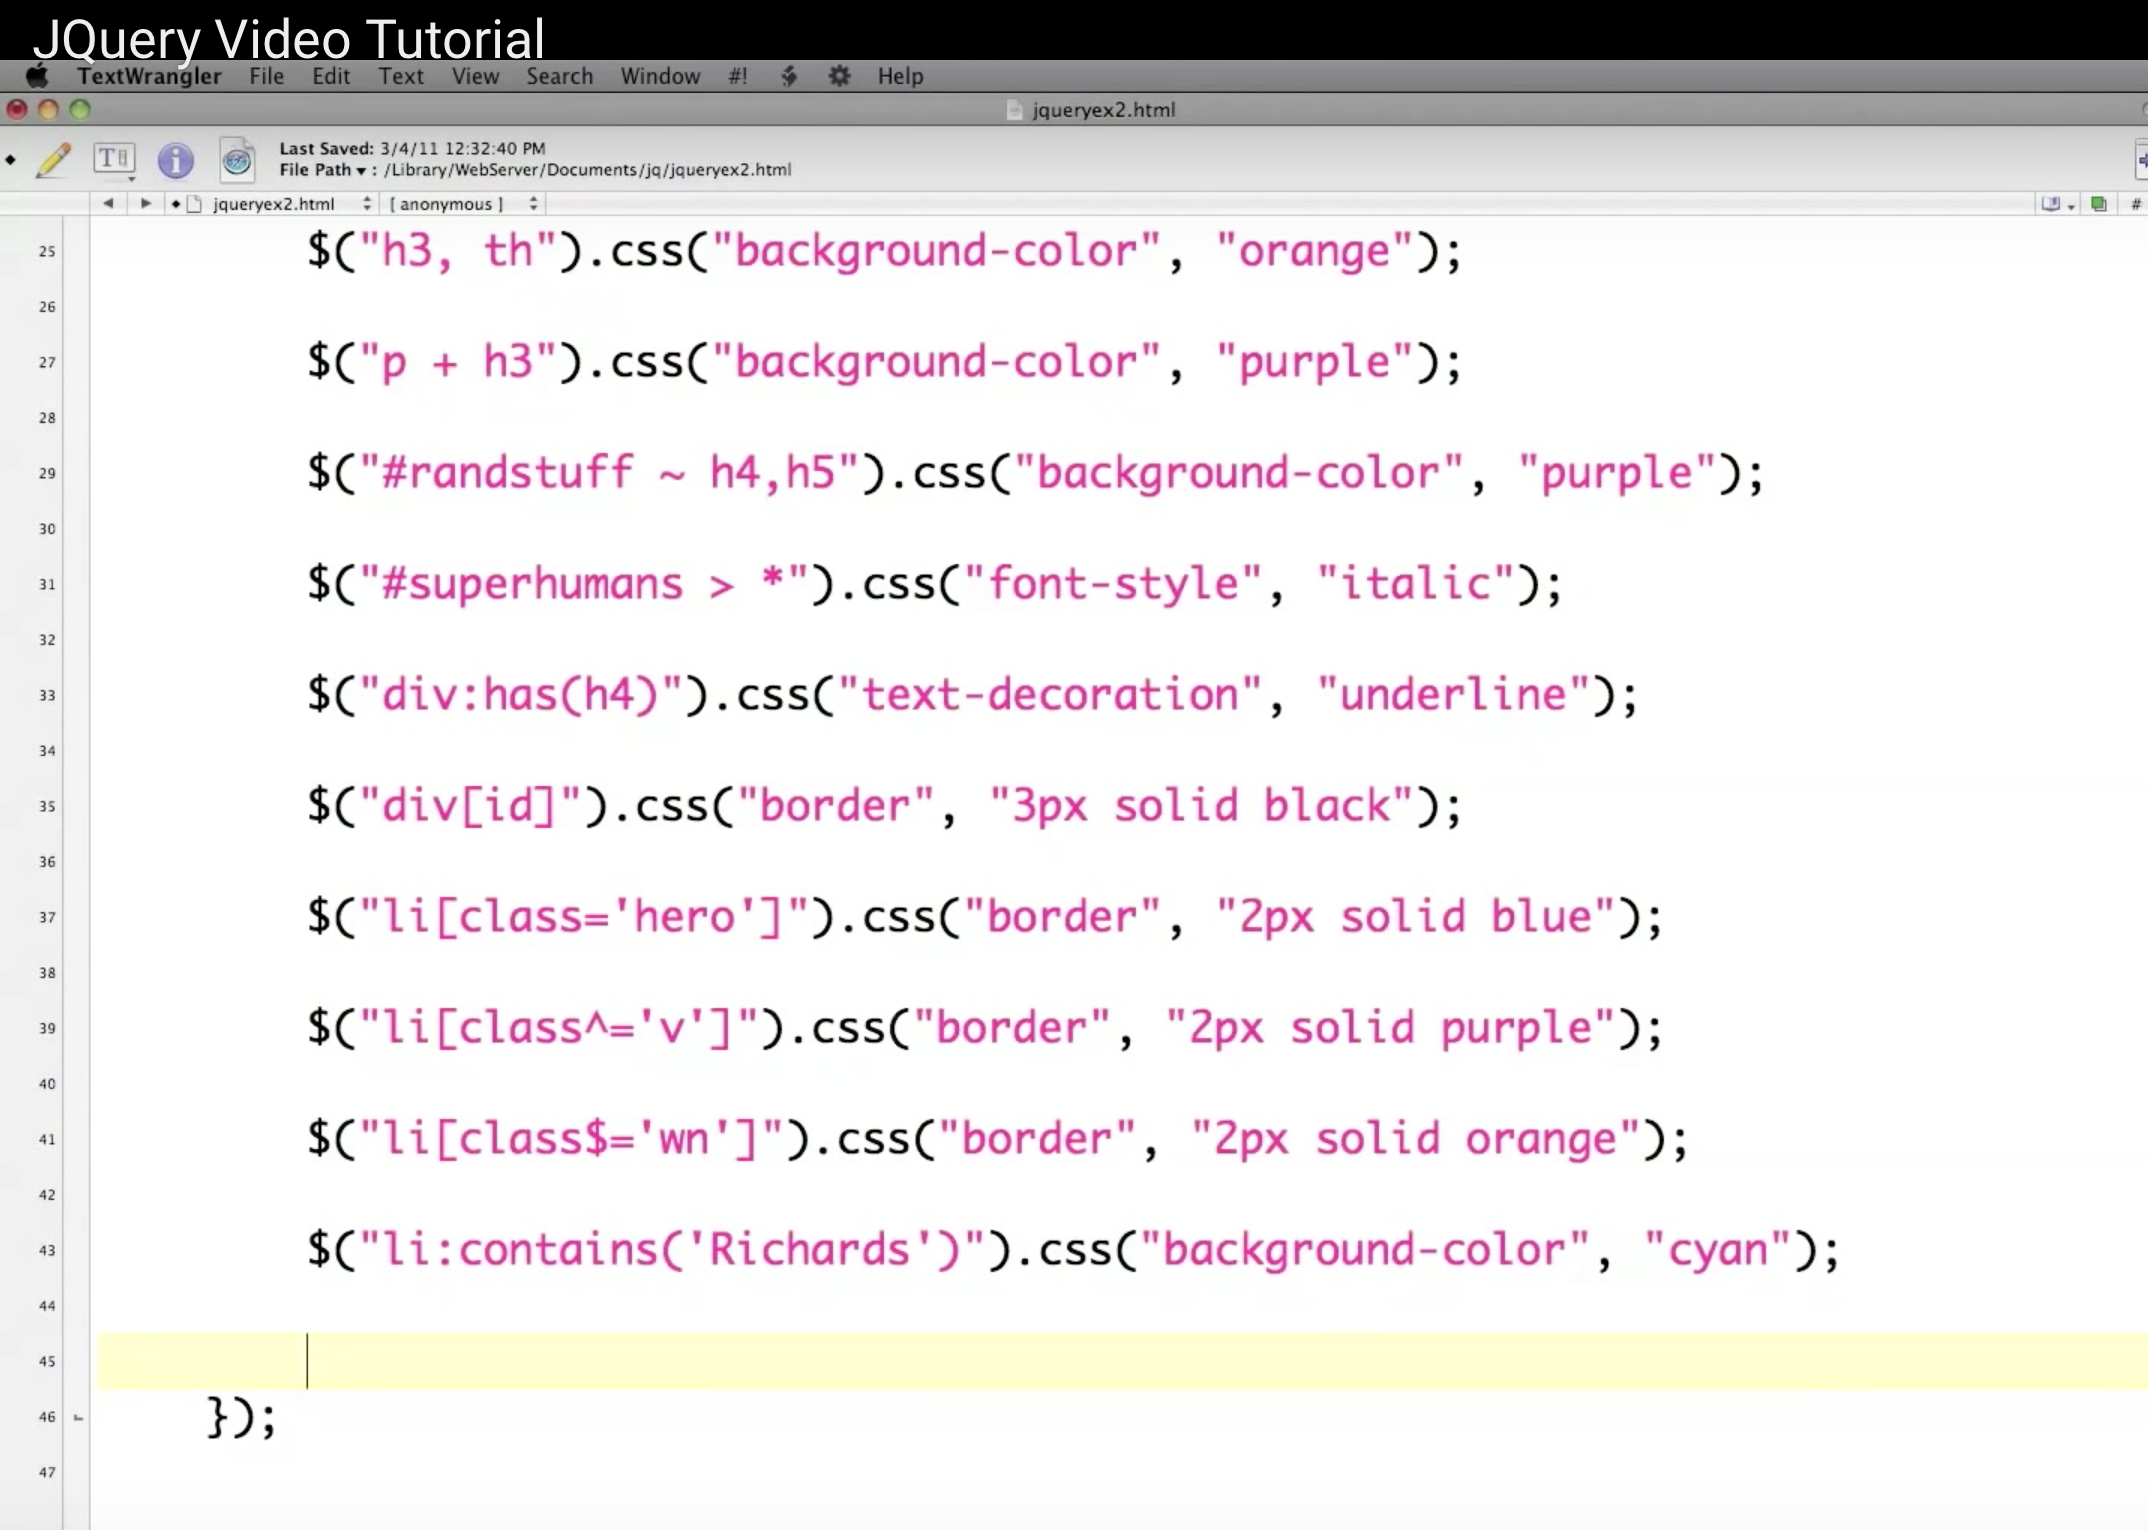 JQuery Video Tutorial
TextWrangler File Edit Text View Search Window #! Help
jqueryex2.html
Last Saved: 3/4/11 12:32:40 PM
File Path ▾ : /Library/WebServer/Documents/jq/jqueryex2.html
jqueryex2.html [ anonymous ] #
25 $("h3, th").css("background-color", "orange");
26
27 $("p + h3").css("background-color", "purple");
28
29 $("#randstuff ~ h4,h5").css("background-color", "purple");
30
31 $("#superhumans > *").css("font-style", "italic");
32
33 $("div:has(h4)").css("text-decoration", "underline");
34
35 $("div[id]").css("border", "3px solid black");
36
37 $("li[class='hero']").css("border", "2px solid blue");
38
39 $("li[class^='v']").css("border", "2px solid purple");
40
41 $("li[class$='wn']").css("border", "2px solid orange");
42
43 $("li:contains('Richards')").css("background-color", "cyan");
44
45
46 });
47